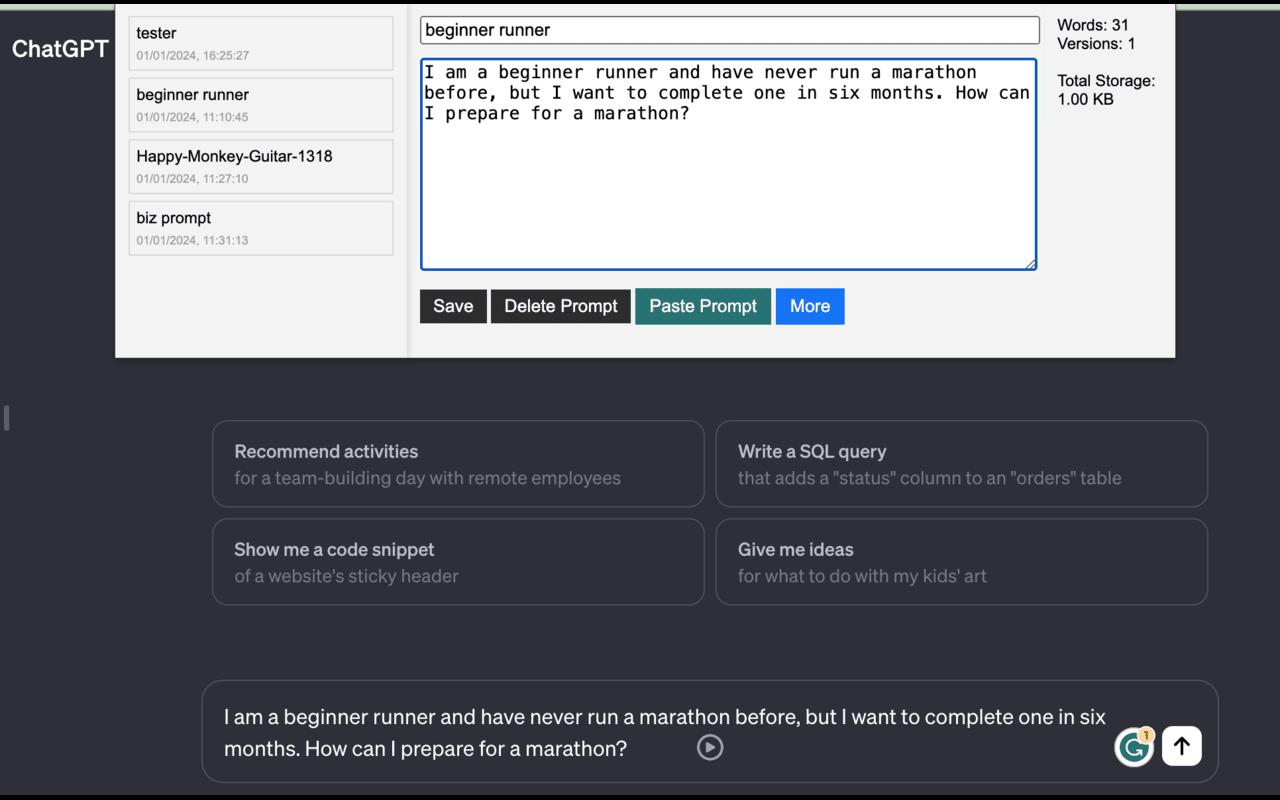 ChatGPT
tester
01/01/2024, 16:25:27
beginner runner
01/01/2024, 11:10:45
Happy-Monkey-Guitar-1318
01/01/2024, 11:27:10
biz prompt
01/01/2024, 11:31:13
beginner runner
I am a beginner runner and have never run a marathon
before, but I want to complete one in six months. How can
I prepare for a marathon?
Save Delete Prompt Paste Prompt More
Words: 31
Versions: 1
Total Storage:
1.00 KB
Recommend activities
for a team-building day with remote employees
Write a SQL query
that adds a "status" column to an "orders" table
Show me a code snippet
of a website's sticky header
Give me ideas
for what to do with my kids' art
I am a beginner runner and have never run a marathon before, but I want to complete one in six
months. How can I prepare for a marathon?
1